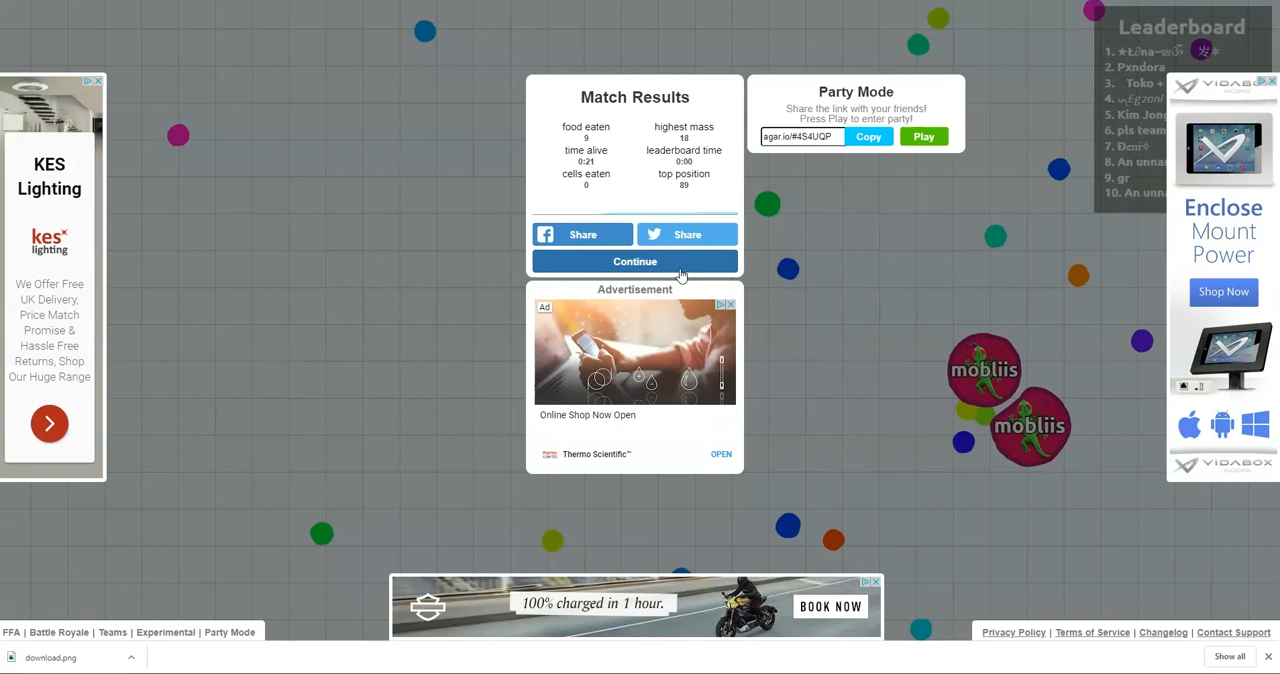 Leaderboard
2. Pxndora
3. Toko +
4. Egzoni
5. Kim Jong
6. pls team
8. An unna
9. gr
10. An unna
KES
Lighting
kes
lighting
We Offer Free
UK Delivery,
Price Match
Promise &
Hassle Free
Returns, Shop
Our Huge Range
Match Results
food eaten
9
highest mass
18
time alive
0:21
leaderboard time
0:00
cells eaten
0
top position
89
Share
Share
Continue
Party Mode
Share the link with your friends!
Press Play to enter party!
agar.io/#4S4UQP
Copy
Play
Advertisement
Ad
Online Shop Now Open
Thermo Scientific™
OPEN
mobliis
mobliis
VIDABOX
Enclose
Mount
Power
Shop Now
VIDABOX
100% charged in 1 hour.
BOOK NOW
FFA | Battle Royale | Teams | Experimental | Party Mode
Privacy Policy | Terms of Service | Changelog | Contact Support
download.png
Show all